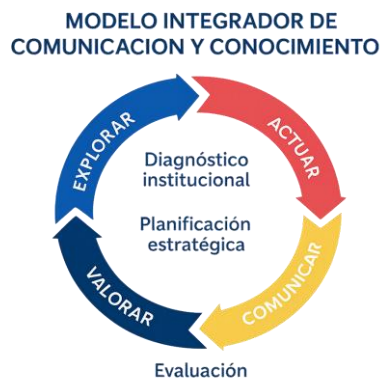 MODELO INTEGRADOR DE
COMUNICACION Y CONOCIMIENTO
EXPLORAR
ACTUAR
Diagnóstico
institucional
Planificación
estratégica
VALORAR
COMUNICAR
Evaluación